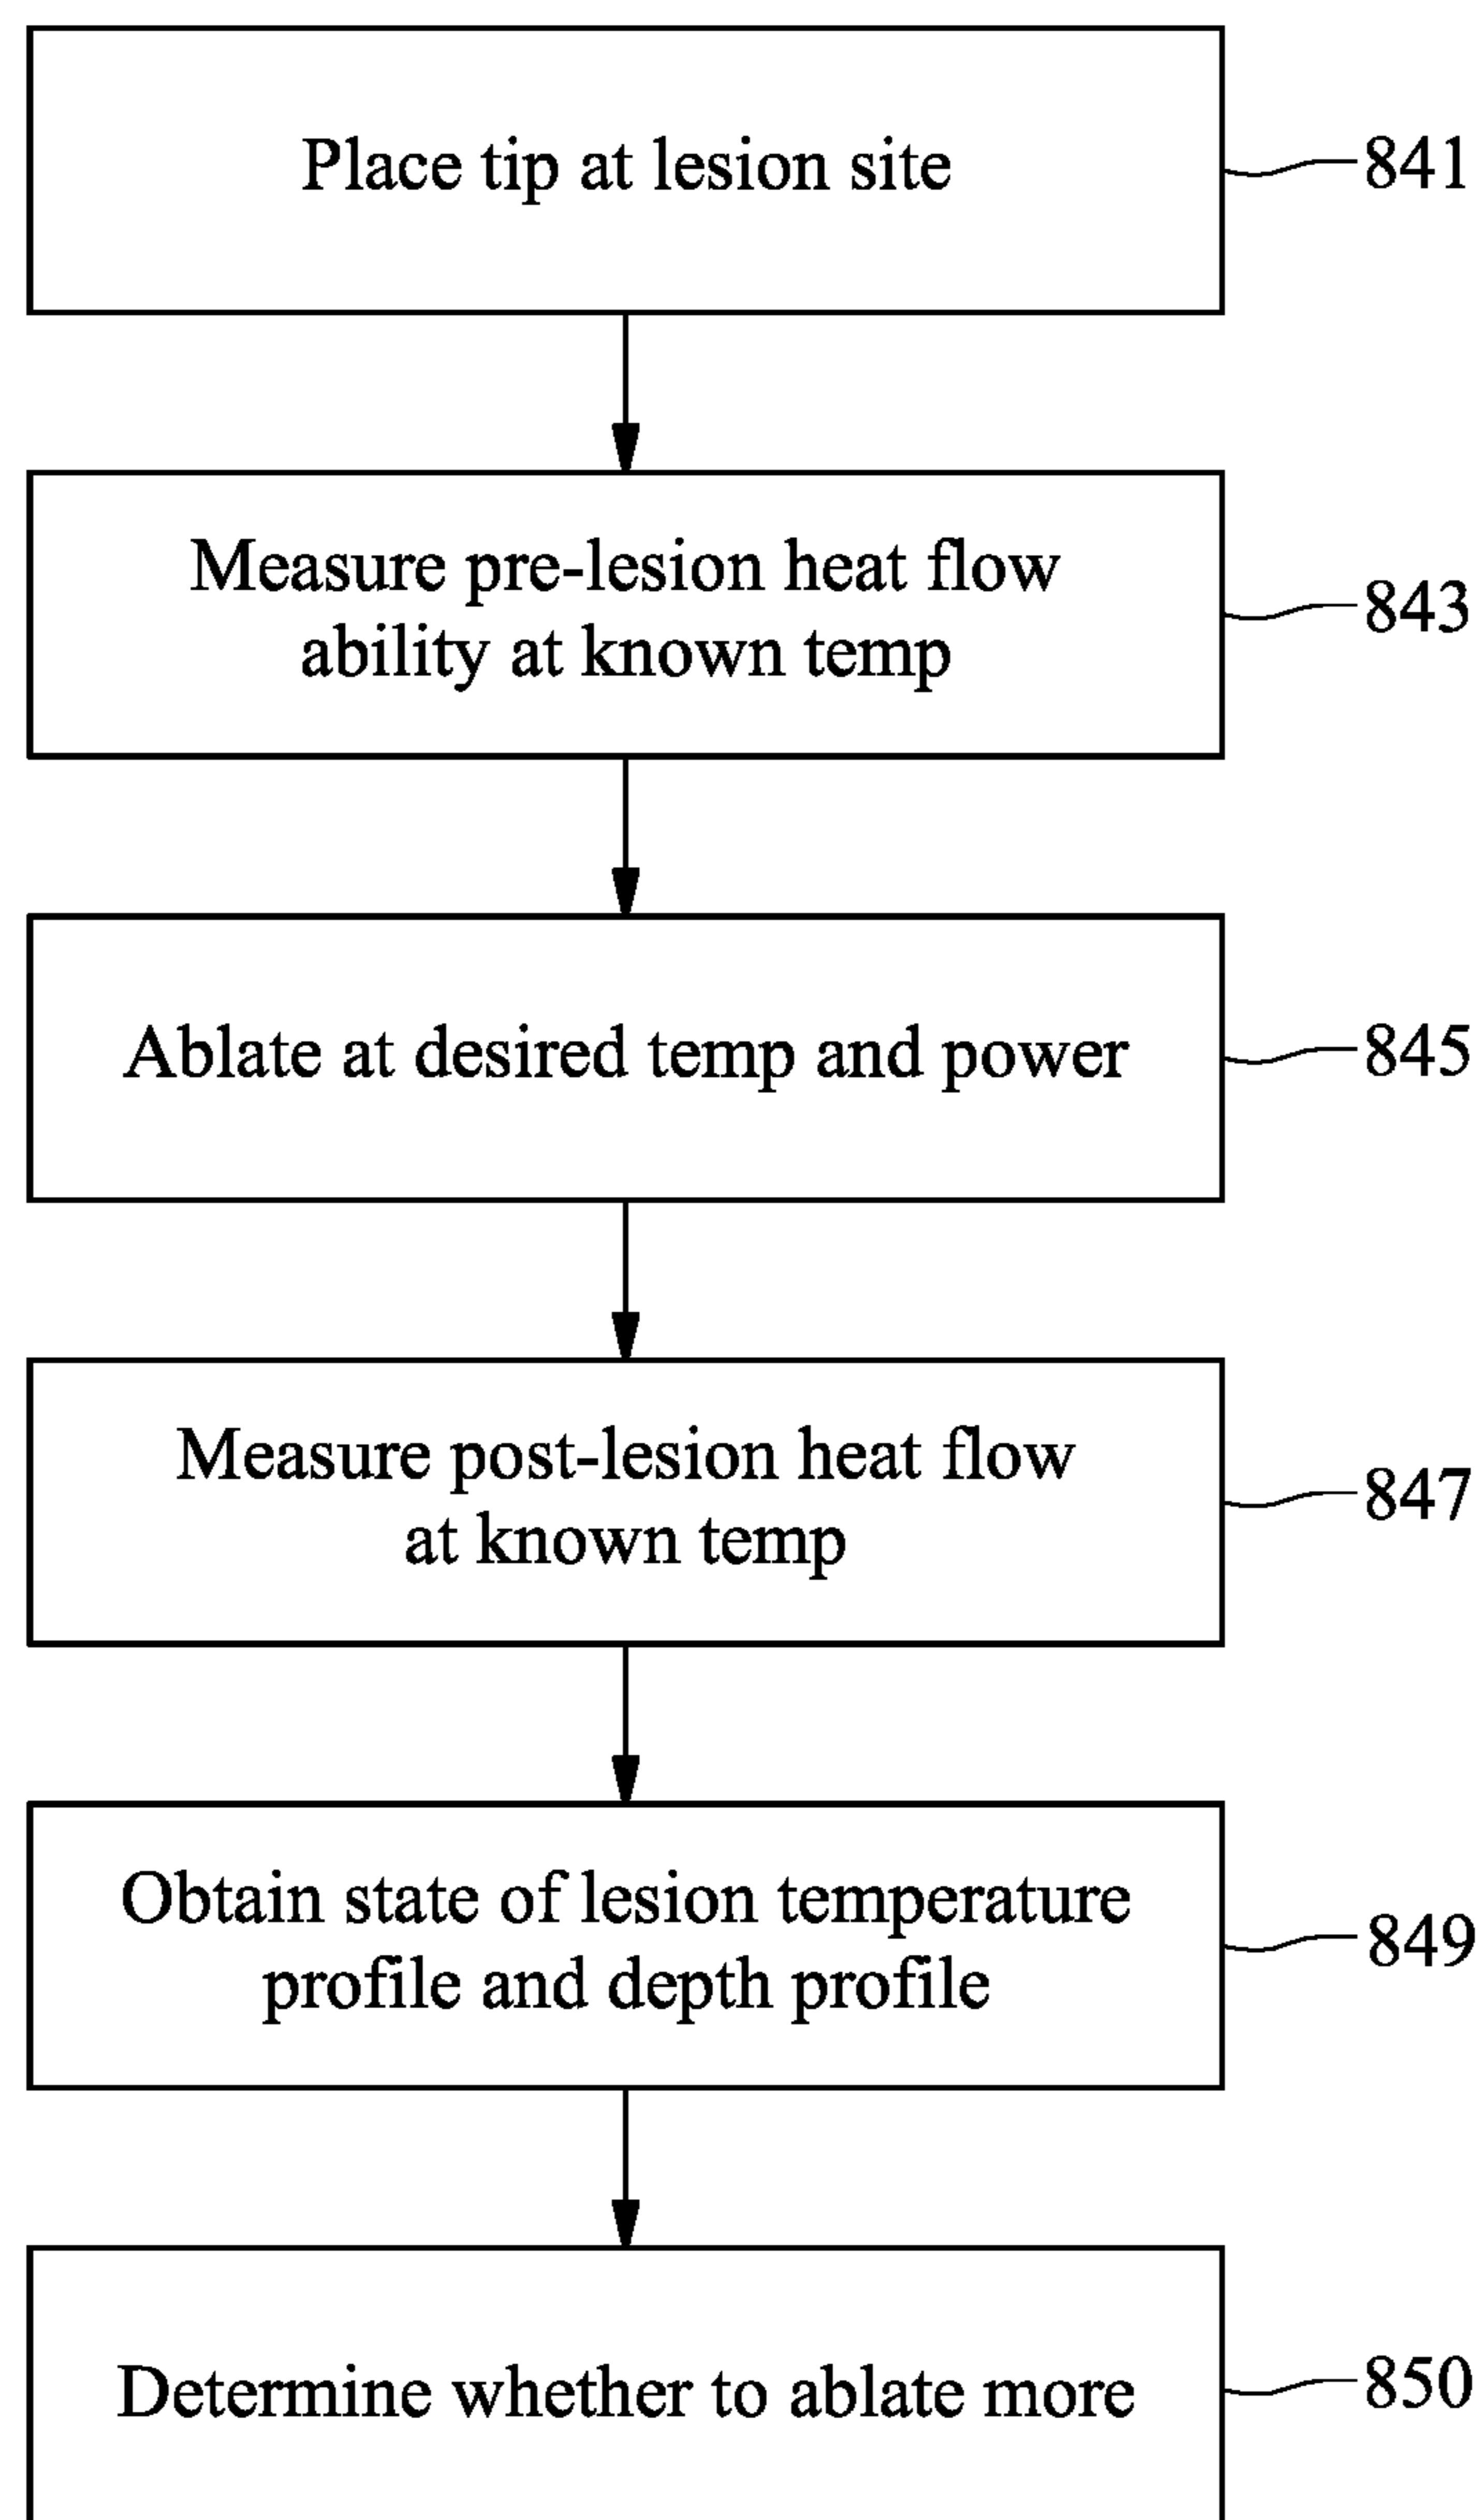 Place tip at lesion site
841
Measure pre-lesion heat flow
ability at known temp
843
Ablate at desired temp and power
845
Measure post-lesion heat flow
at known temp
847
Obtain state of lesion temperature
profile and depth profile
849
Determine whether to ablate more
850